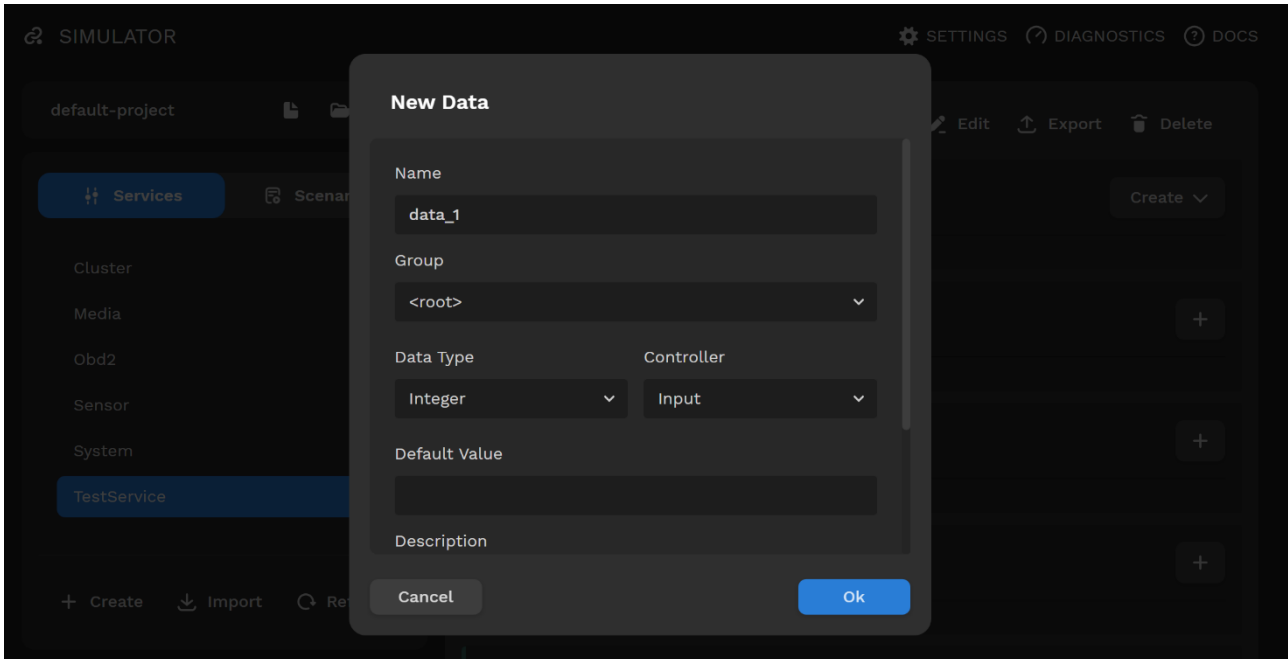 SIMULATOR
SETTINGS DIAGNOSTICS DOCS
default-project
Edit Export Delete
Services
Create
Cluster
Media
Obd2
Sensor
System
TestService
Create Import
New Data
Name
data_1
Group
<root>
Data Type Controller
Integer Input
Default Value
Description
Cancel Ok